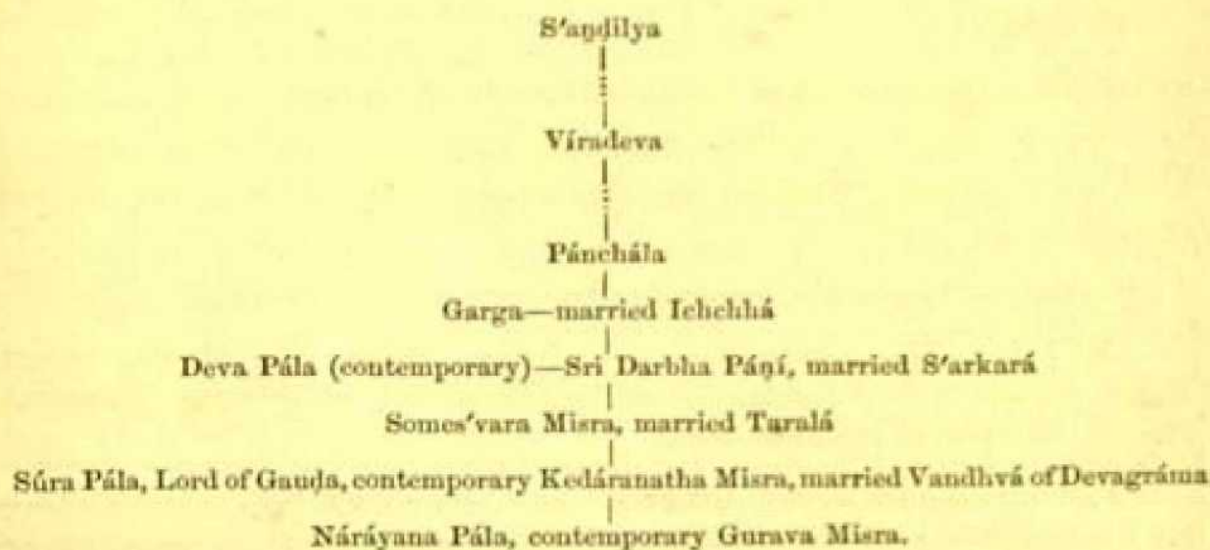 S'aṇḍilya
Víradeva
Pánchála
Garga—married Ichchhá
Deva Pála (contemporary)—Sri Darbha Páṇí, married S'arkará
Somes'vara Misra, married Taralá
Súra Pála, Lord of Gauḍa, contemporary Kedáranatha Misra, married Vandhvá of Devagráma
Náráyana Pála, contemporary Gurava Misra.